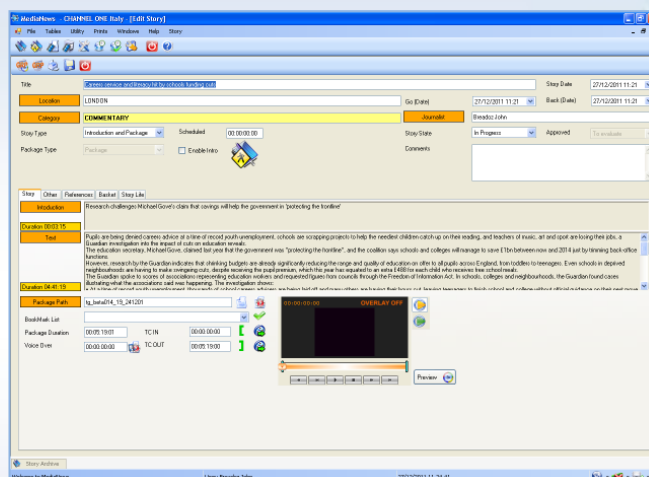 MediaNews - CHANNEL ONE Italy - [Edit Story]
File Tables Utility Prints Windows Help Story
Title Careers service and literacy hit by schools funding cuts Story Date 27/12/2011 11:21
Location LONDON Go (Date) 27/12/2011 11:21 Back (Date) 27/12/2011 11:21
Category COMMENTARY Journalist Breadoz John
Story Type Introduction and Package Scheduled 00:00:00:00 Story State In Progress Approved To evaluate
Package Type Package Enable Intro Comments
Story Other References Basket Story Life
Introduction Research challenges Michael Gove's claim that savings will help the government in 'protecting the frontline'
Duration 00:03:15
Text Pupils are being denied careers advice at a time of record youth unemployment, schools are scrapping projects to help the neediest children catch up on their reading, and teachers of music, art and sport are losing their jobs, a
Guardian investigation into the impact of cuts on education reveals.
The education secretary, Michael Gove, claimed last year that the government was "protecting the frontline", and the coalition says schools and colleges will manage to save £1bn between now and 2014 just by trimming back-office
functions.
However, research by the Guardian indicates that shrinking budgets are already significantly reducing the range and quality of education on offer to all pupils across England, from toddlers to teenagers. Even schools in deprived
neighbourhoods are having to make swingeing cuts, despite receiving the pupil premium, which this year has equated to an extra £488 for each child who receives free school meals.
The Guardian spoke to scores of associations representing education workers and requested figures from councils through the Freedom of Information Act. In schools, colleges and neighbourhoods, the Guardian found cases
illustrating what the associations said was happening. The investigation shows:
Duration 04:41:19
Package Path tg_beta014_19_241201
00:00:00:00 OVERLAY OFF
BookMark List
Package Duration 00:05:19:01 TC IN 00:00:00:00
Voice Over 00:00:00:00 TC OUT 00:05:19:00
Preview
Story Archive
Welcome to MediaNews User: Breadoz John 27/12/2011 11:24:41